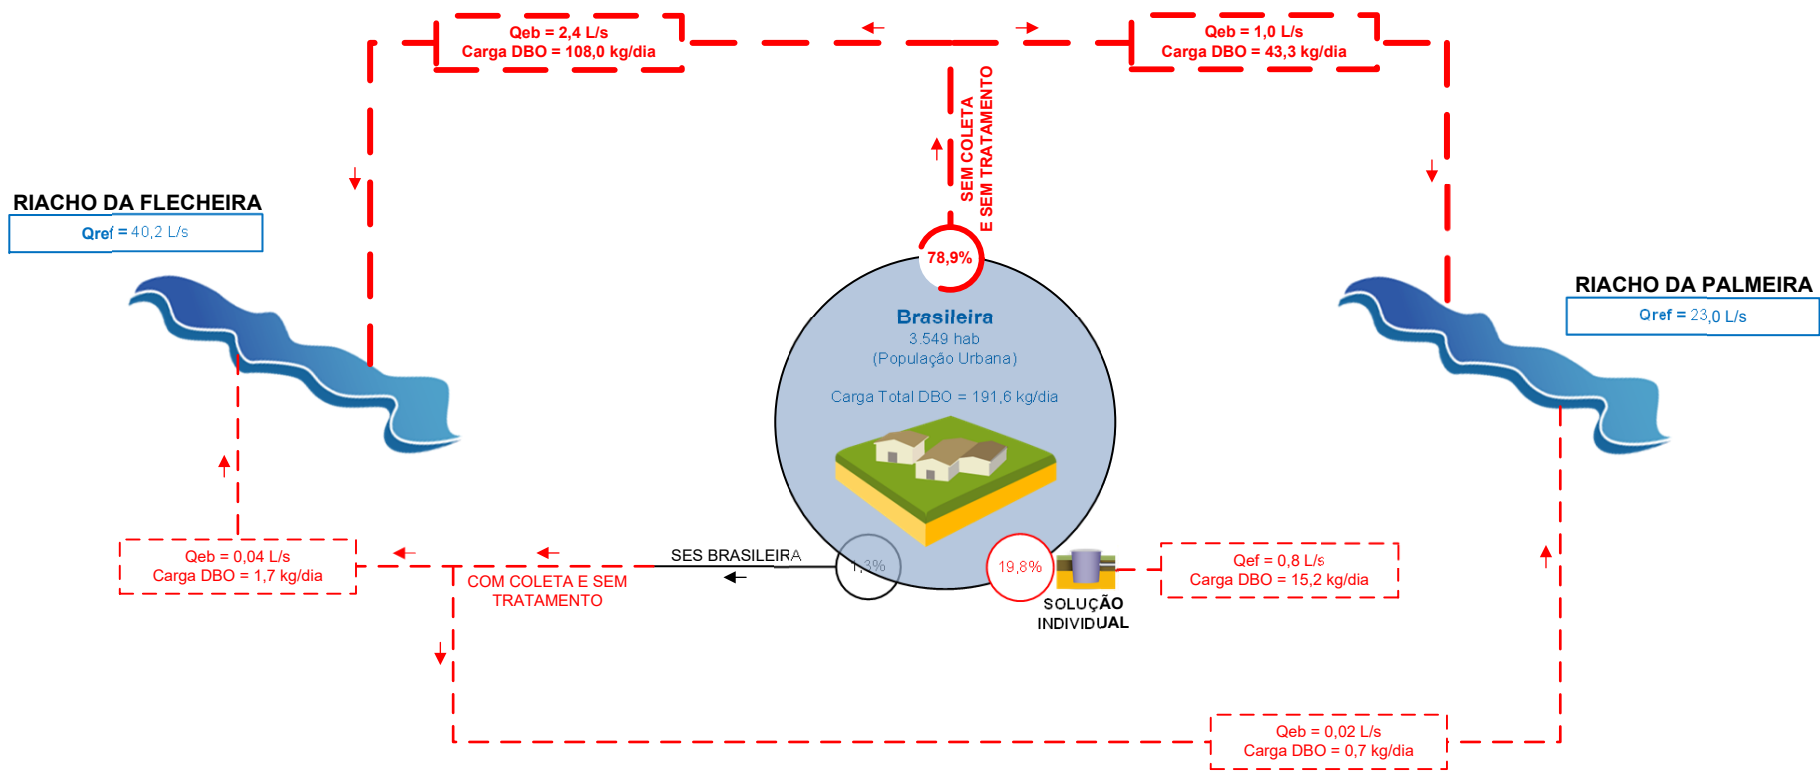 Qeb = 2,4 L/s
Carga DBO = 108,0 kg/dia
Qeb = 1,0 L/s
Carga DBO = 43,3 kg/dia
SEM COLETA
E SEM TRATAMENTO
RIACHO DA FLECHEIRA
Qref = 40,2 L/s
78,9%
RIACHO DA PALMEIRA
Qref = 23,0 L/s
Brasileira
3.549 hab
(População Urbana)
Carga Total DBO = 191,6 kg/dia
Qeb = 0,04 L/s
Carga DBO = 1,7 kg/dia
COM COLETA E SEM
TRATAMENTO
SES BRASILEIRA
1,3%
19,8%
SOLUÇÃO
INDIVIDUAL
Qef = 0,8 L/s
Carga DBO = 15,2 kg/dia
Qeb = 0,02 L/s
Carga DBO = 0,7 kg/dia